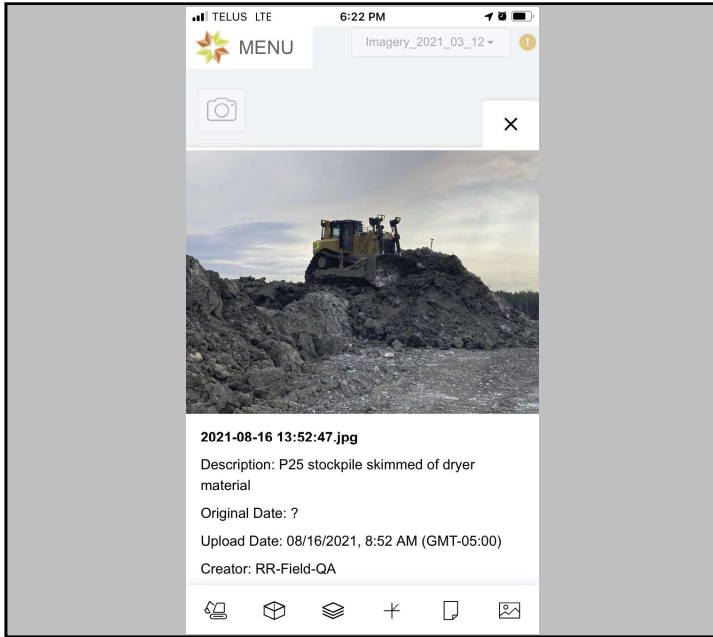 TELUS LTE 6:22 PM
MENU
Imagery_2021_03_12
!
2021-08-16 13:52:47.jpg
Description: P25 stockpile skimmed of dryer
material
Original Date: ?
Upload Date: 08/16/2021, 8:52 AM (GMT-05:00)
Creator: RR-Field-QA